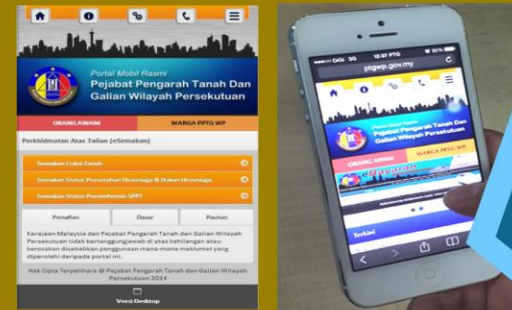 Portal Mobil Rasmi
Pejabat Pengarah Tanah Dan
Galian Wilayah Persekutuan
ORANG AWAM WARGA PPTG WP
Perkhidmatan Atas Talian (eSemakan)
Semakan Cukai Tanah
Semakan Status Perserahan Urusniaga & Bukan Urusniaga
Semakan Status Permohonan SPPT
Penafian Dasar Pautan
Kerajaan Malaysia dan Pejabat Pengarah Tanah dan Galian Wilayah
Persekutuan tidak bertanggungjawab di atas kehilangan atau
kerosakan disebabkan penggunaan mana-mana maklumat yang
diperolehi daripada portal ini.
Hak Cipta Terpelihara @ Pejabat Pengarah Tanah dan Galian Wilayah
Persekutuan 2014
Versi Desktop
DiGi 3G 12:37 PTG
ptgwp.gov.my
Pejabat Pengarah Tanah Dan
Galian Wilayah Persekutuan
ORANG AWAM WARGA PPTG WP
eBayaran
Terkini